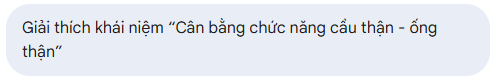 Giải thích khái niệm “Cân bằng chức năng cầu thận - ống
thận”